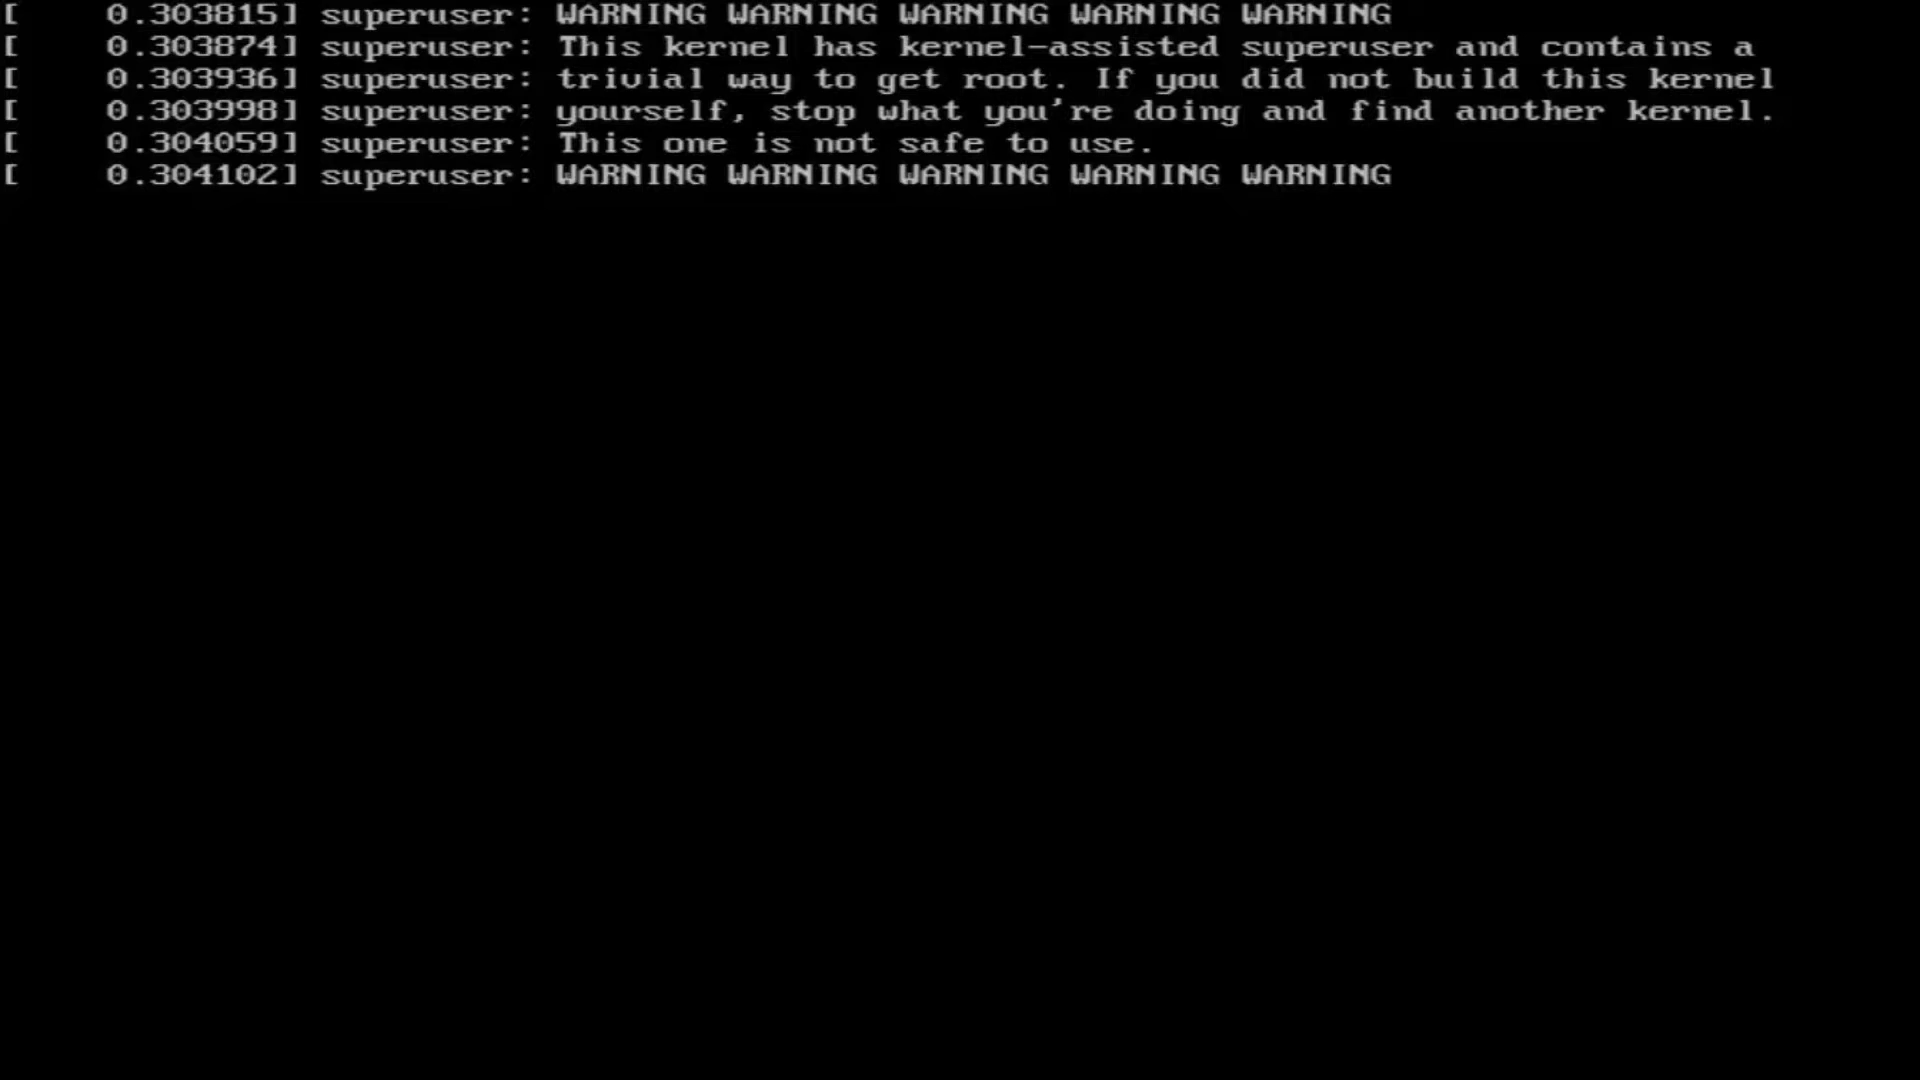 [    0.303815] superuser: WARNING WARNING WARNING WARNING WARNING
[    0.303874] superuser: This kernel has kernel-assisted superuser and contains a
[    0.303936] superuser: trivial way to get root. If you did not build this kernel
[    0.303998] superuser: yourself, stop what you're doing and find another kernel.
[    0.304059] superuser: This one is not safe to use.
[    0.304102] superuser: WARNING WARNING WARNING WARNING WARNING